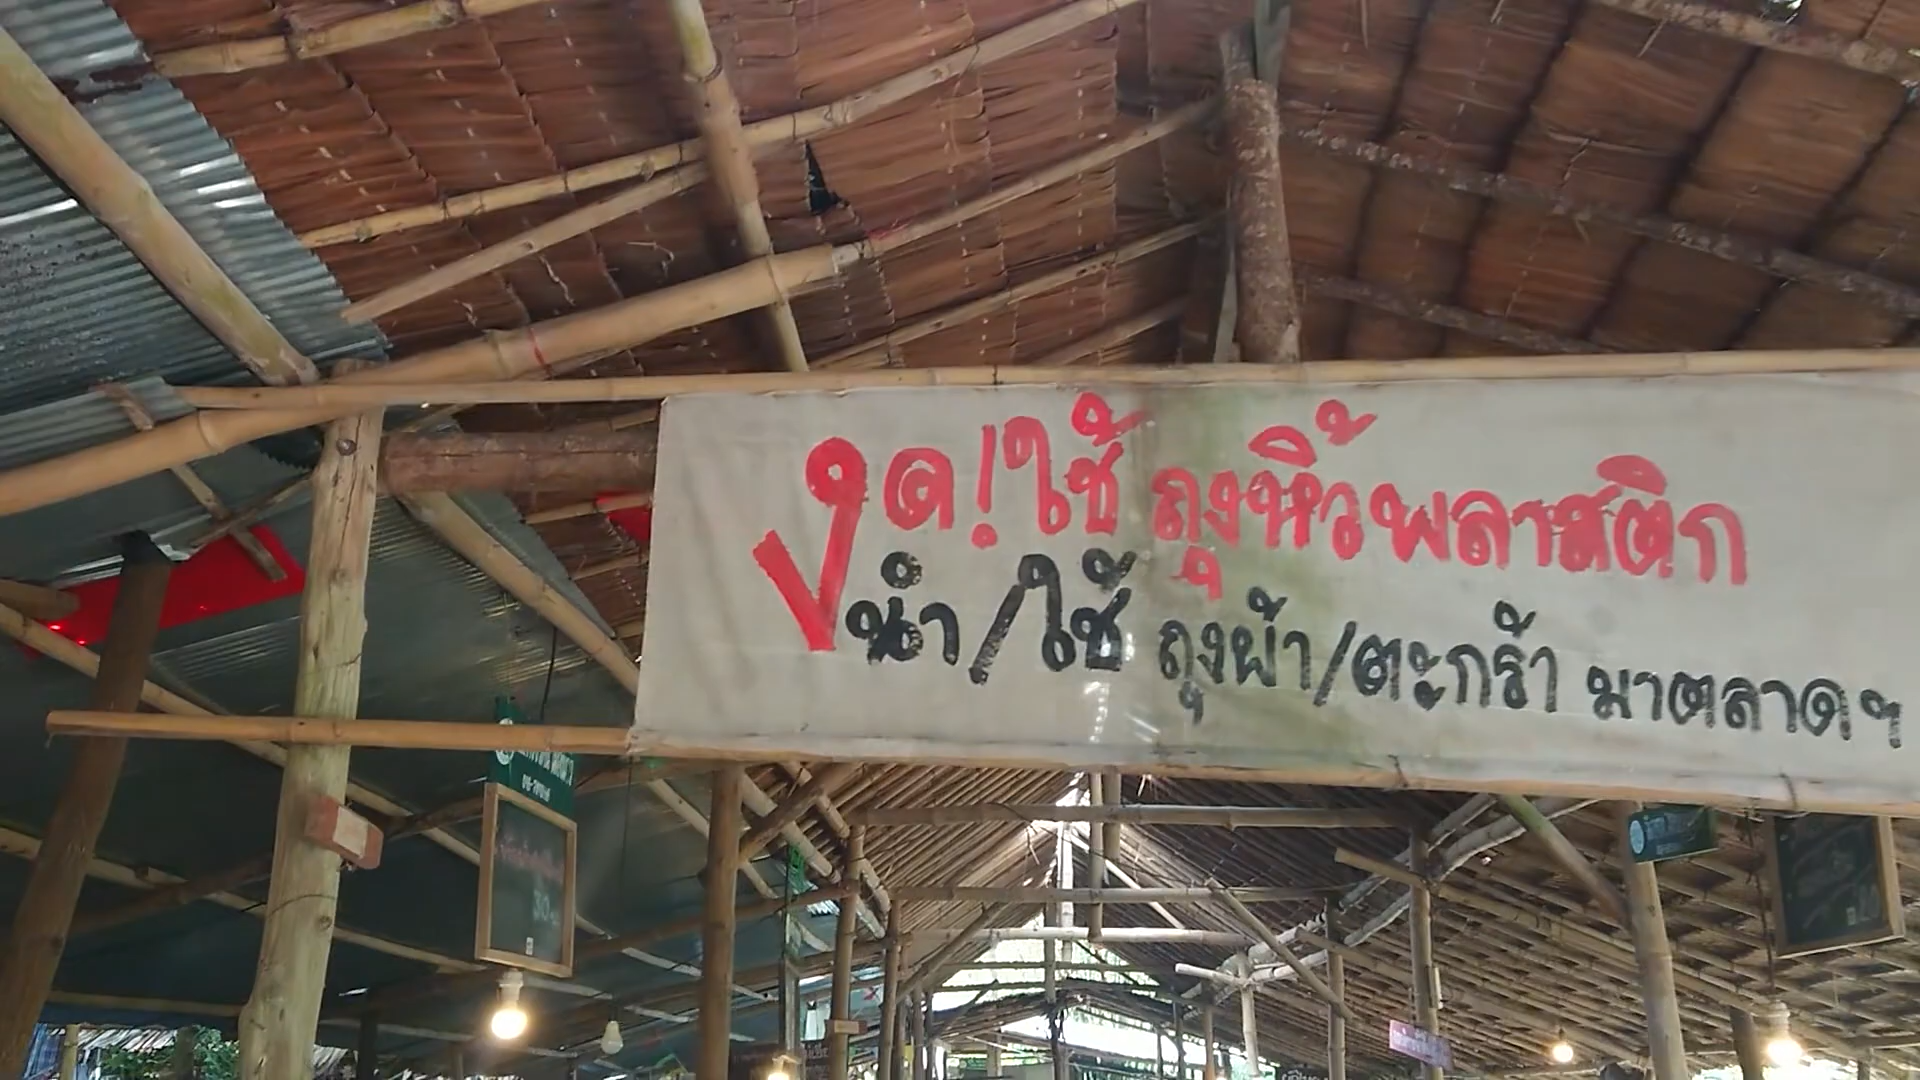 งด! ใช้ ถุงหิ้วพลาสติก
นำ/ใช้ ถุงผ้า/ตะกร้า มาตลาดฯ